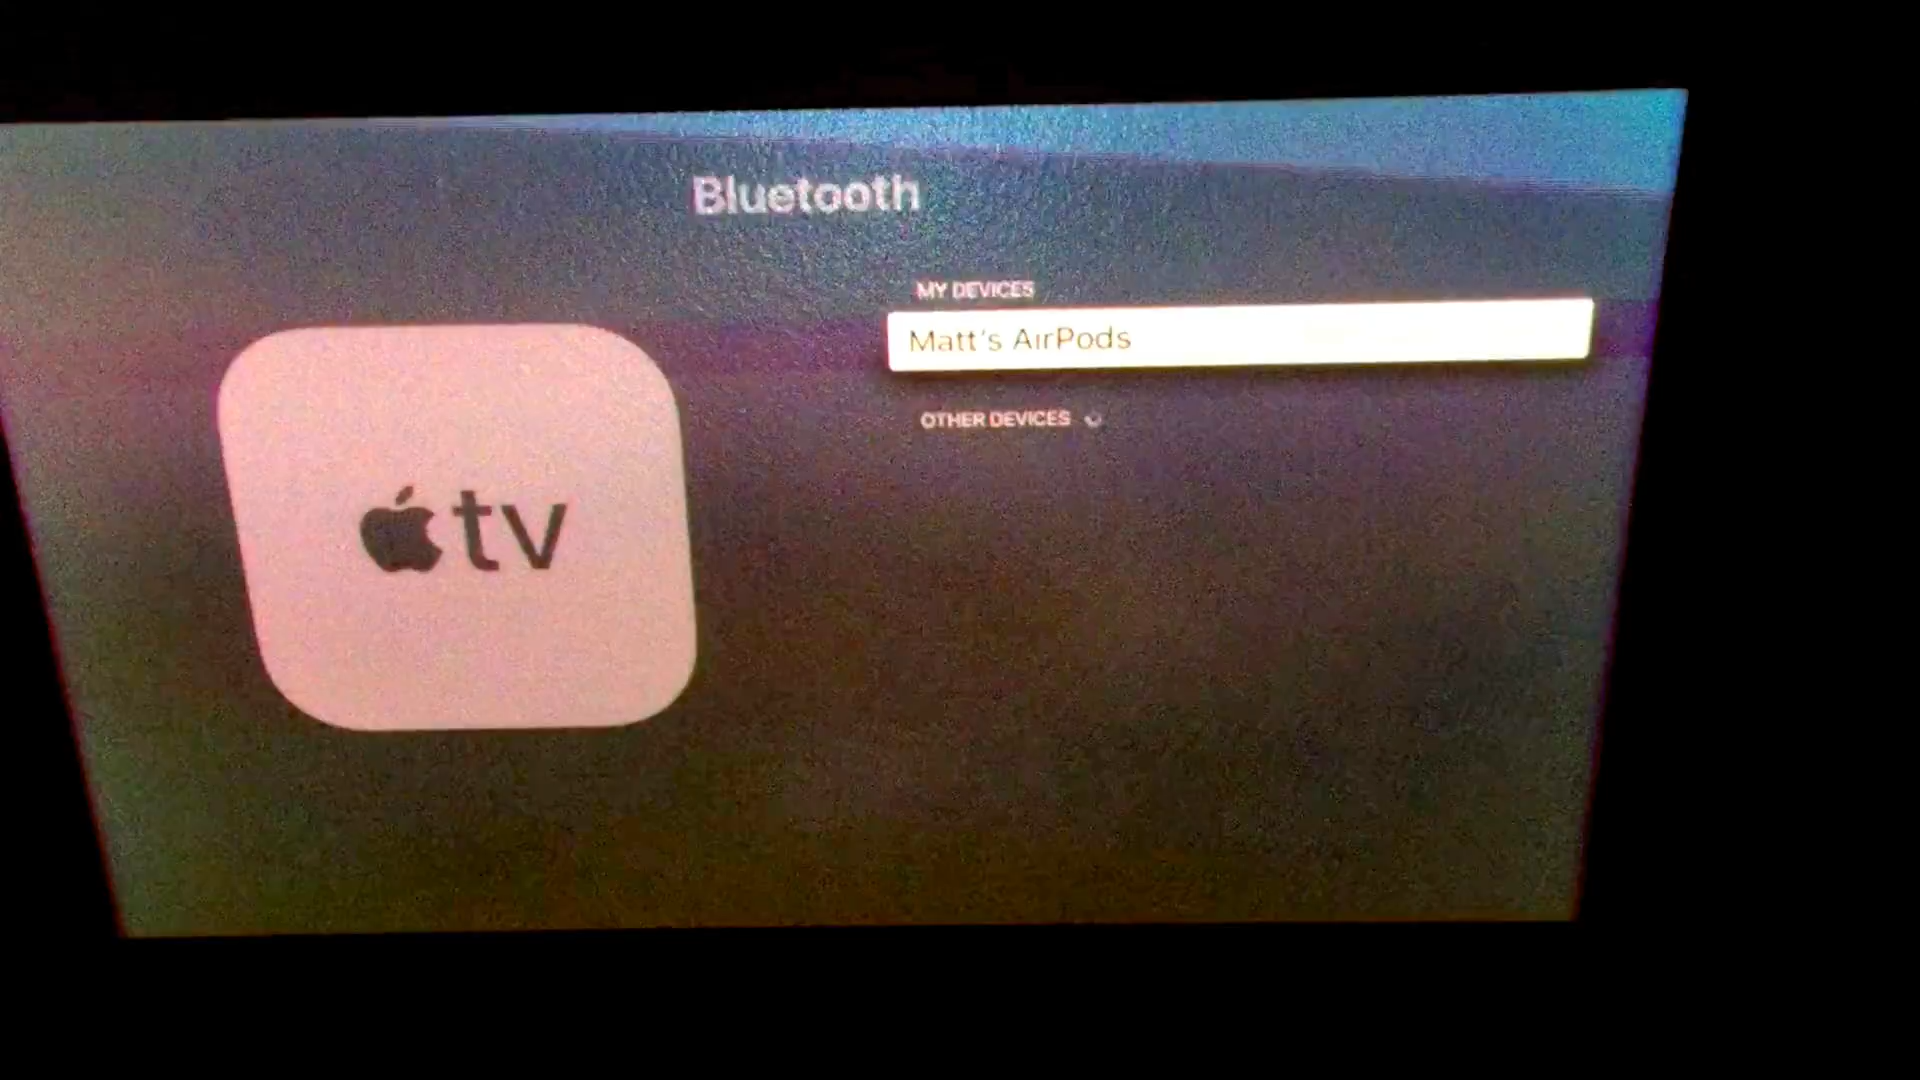 Bluetooth
MY DEVICES
Matt's AirPods
OTHER DEVICES
tv